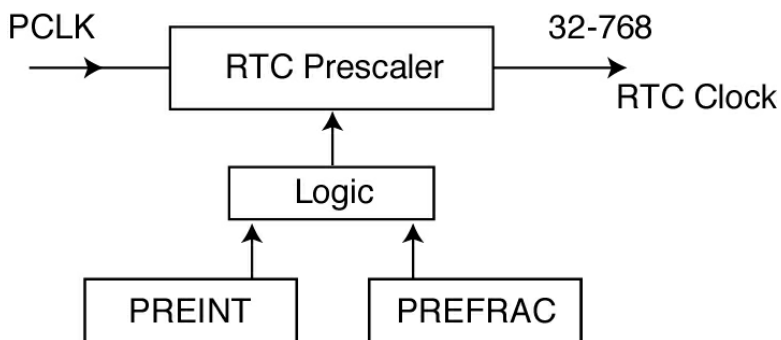 PCLK
32-768
RTC Prescaler
RTC Clock
Logic
PREINT
PREFRAC